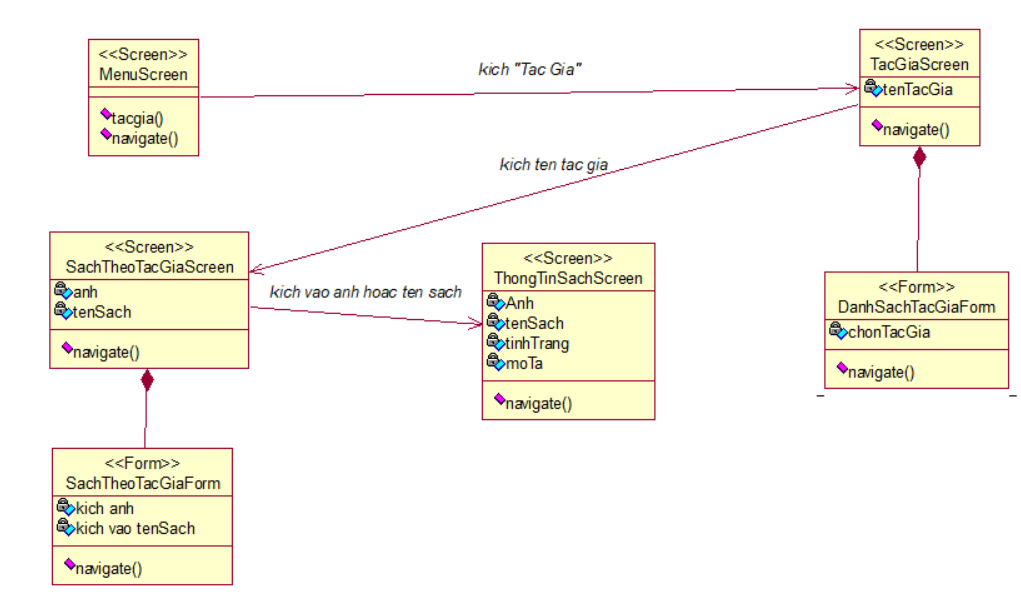 <<Screen>>
MenuScreen
tacgia()
navigate()
kich "Tac Gia"
<<Screen>>
TacGiaScreen
tenTacGia
navigate()
kich ten tac gia
<<Screen>>
SachTheoTacGiaScreen
anh
tenSach
navigate()
kich vao anh hoac ten sach
<<Screen>>
ThongTinSachScreen
Anh
tenSach
tinhTrang
moTa
navigate()
<<Form>>
DanhSachTacGiaForm
chonTacGia
navigate()
<<Form>>
SachTheoTacGiaForm
kich anh
kich vao tenSach
navigate()